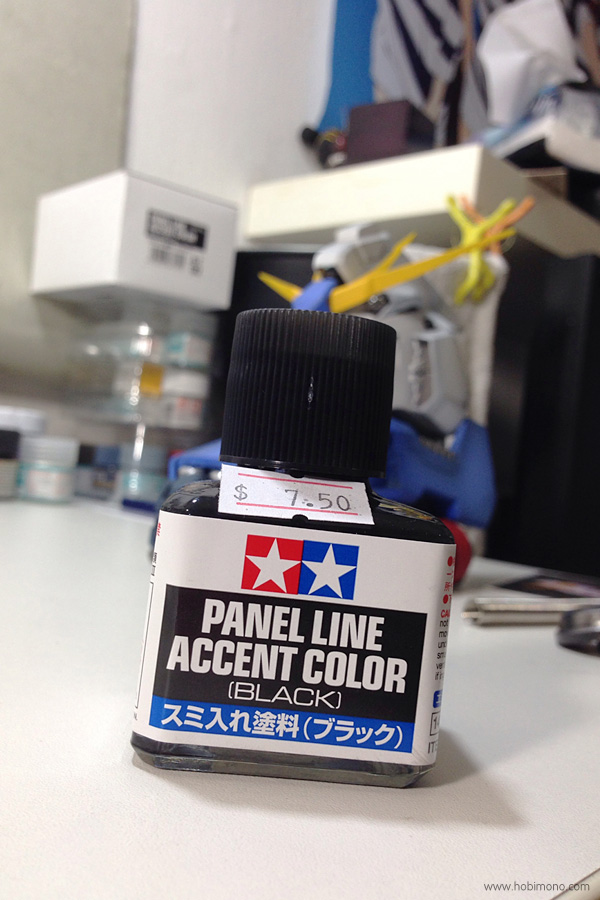 $ 7.50
PANEL LINE
ACCENT COLOR
(BLACK)
スミ入れ塗料(ブラック)
www.hobimono.com